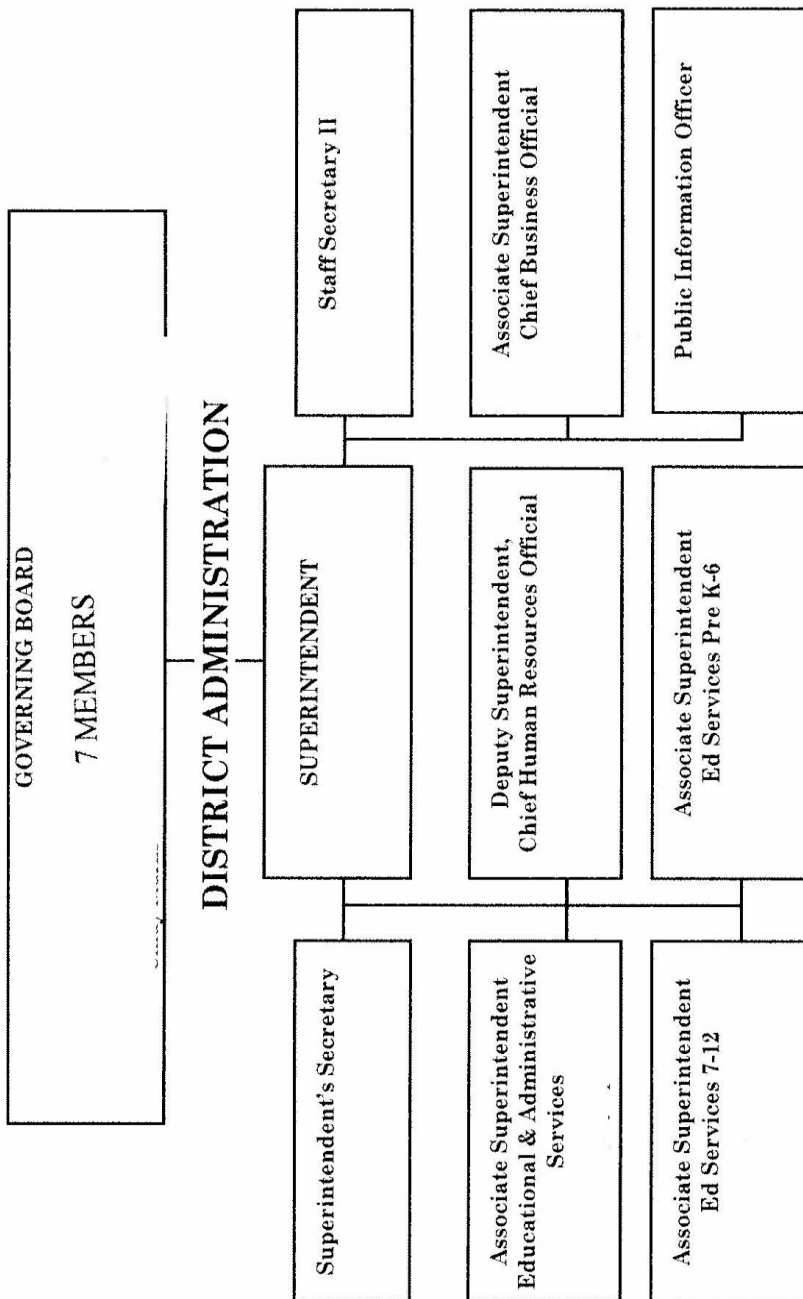 GOVERNING BOARD
7 MEMBERS
DISTRICT ADMINISTRATION
Superintendent's Secretary
SUPERINTENDENT
Staff Secretary II
Associate Superintendent
Educational & Administrative
Services
Deputy Superintendent,
Chief Human Resources Official
Associate Superintendent
Chief Business Official
Associate Superintendent
Ed Services 7-12
Associate Superintendent
Ed Services Pre K-6
Public Information Officer